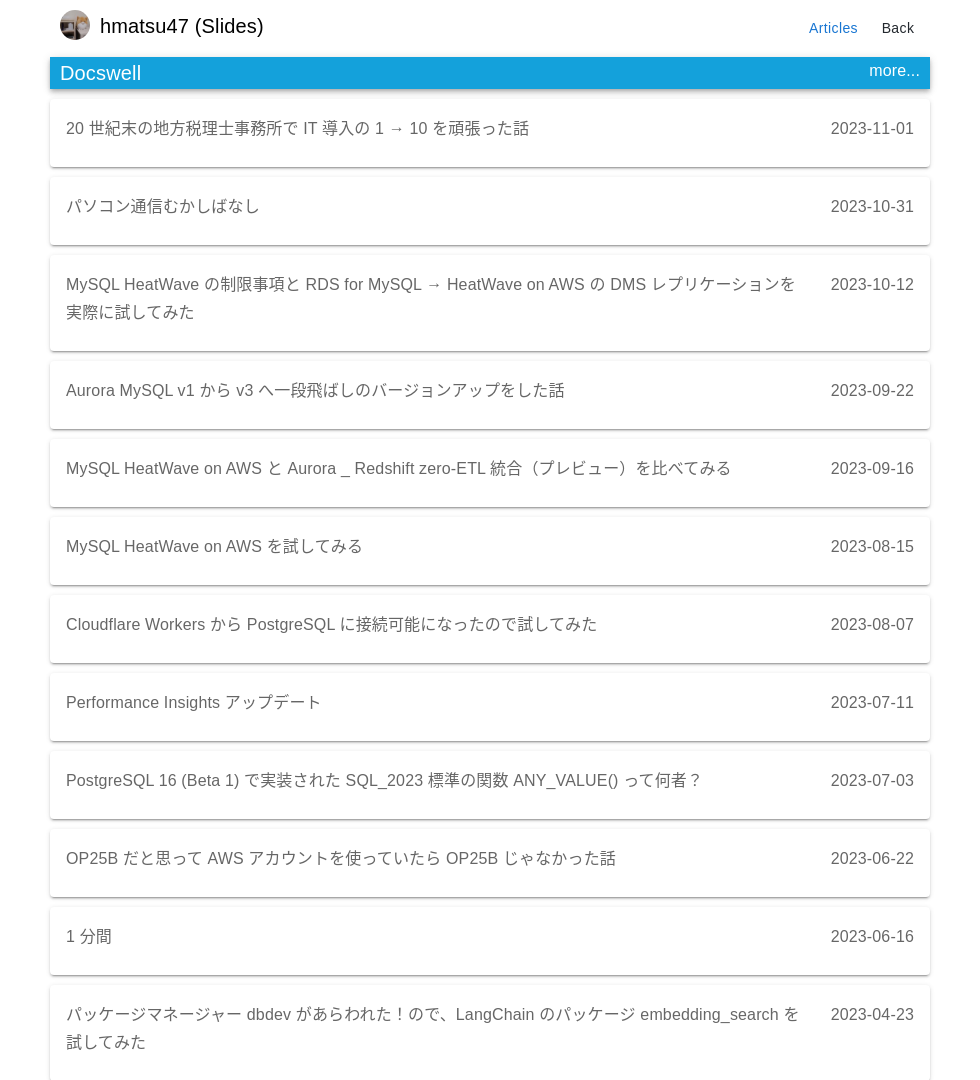 hmatsu47 (Slides)
Articles
Back
Docswell
more...
20 世紀末の地方税理士事務所で IT 導入の 1 → 10 を頑張った話
2023-11-01
パソコン通信むかしばなし
2023-10-31
MySQL HeatWave の制限事項と RDS for MySQL → HeatWave on AWS の DMS レプリケーションを
実際に試してみた
2023-10-12
Aurora MySQL v1 から v3 へ一段飛ばしのバージョンアップをした話
2023-09-22
MySQL HeatWave on AWS と Aurora _ Redshift zero-ETL 統合（プレビュー）を比べてみる
2023-09-16
MySQL HeatWave on AWS を試してみる
2023-08-15
Cloudflare Workers から PostgreSQL に接続可能になったので試してみた
2023-08-07
Performance Insights アップデート
2023-07-11
PostgreSQL 16 (Beta 1) で実装された SQL_2023 標準の関数 ANY_VALUE() って何者？
2023-07-03
OP25B だと思って AWS アカウントを使っていたら OP25B じゃなかった話
2023-06-22
1 分間
2023-06-16
パッケージマネージャー dbdev があらわれた！ので、LangChain のパッケージ embedding_search を
試してみた
2023-04-23